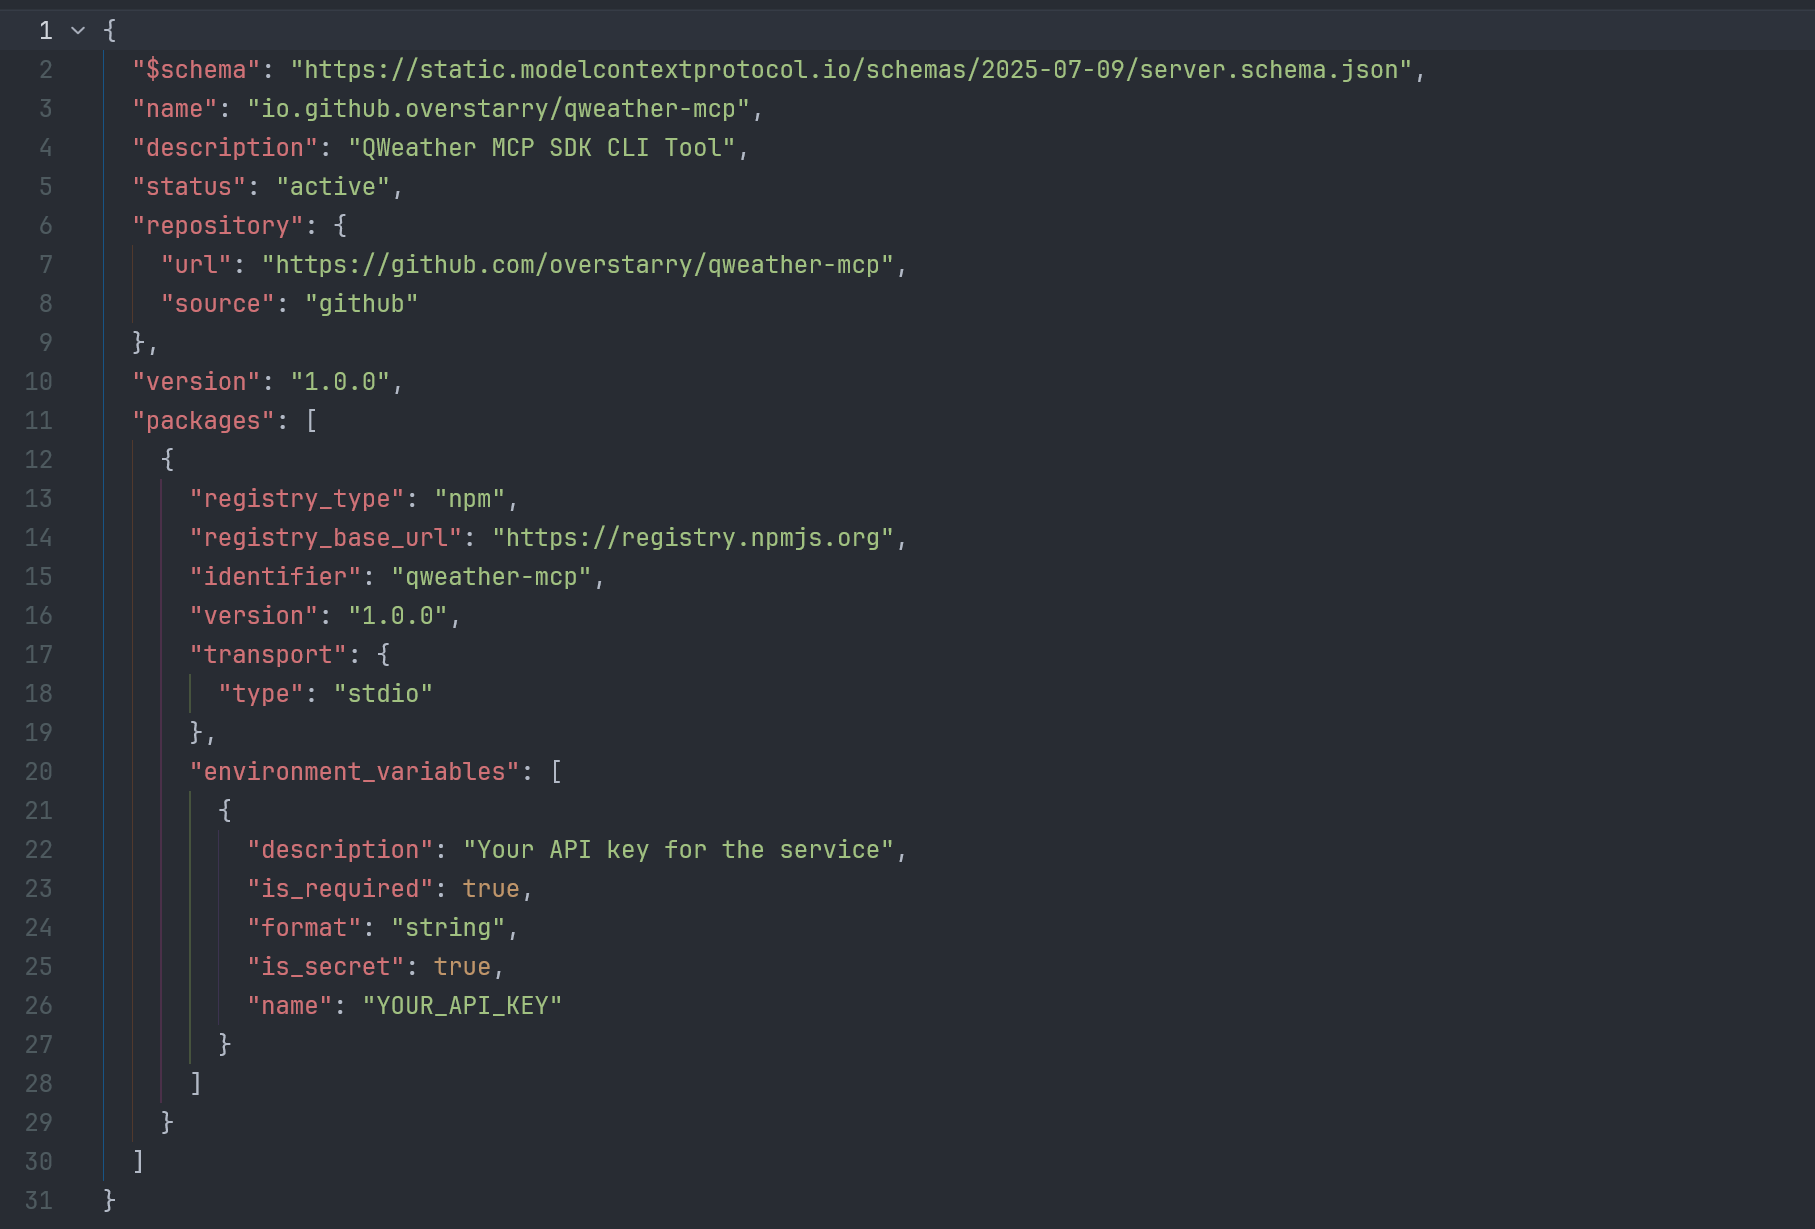 1 {
2 "$schema": "https://static.modelcontextprotocol.io/schemas/2025-07-09/server.schema.json",
3 "name": "io.github.overstarry/qweather-mcp",
4 "description": "QWeather MCP SDK CLI Tool",
5 "status": "active",
6 "repository": {
7 "url": "https://github.com/overstarry/qweather-mcp",
8 "source": "github"
9 },
10 "version": "1.0.0",
11 "packages": [
12 {
13 "registry_type": "npm",
14 "registry_base_url": "https://registry.npmjs.org",
15 "identifier": "qweather-mcp",
16 "version": "1.0.0",
17 "transport": {
18 "type": "stdio"
19 },
20 "environment_variables": [
21 {
22 "description": "Your API key for the service",
23 "is_required": true,
24 "format": "string",
25 "is_secret": true,
26 "name": "YOUR_API_KEY"
27 }
28 ]
29 }
30 ]
31 }